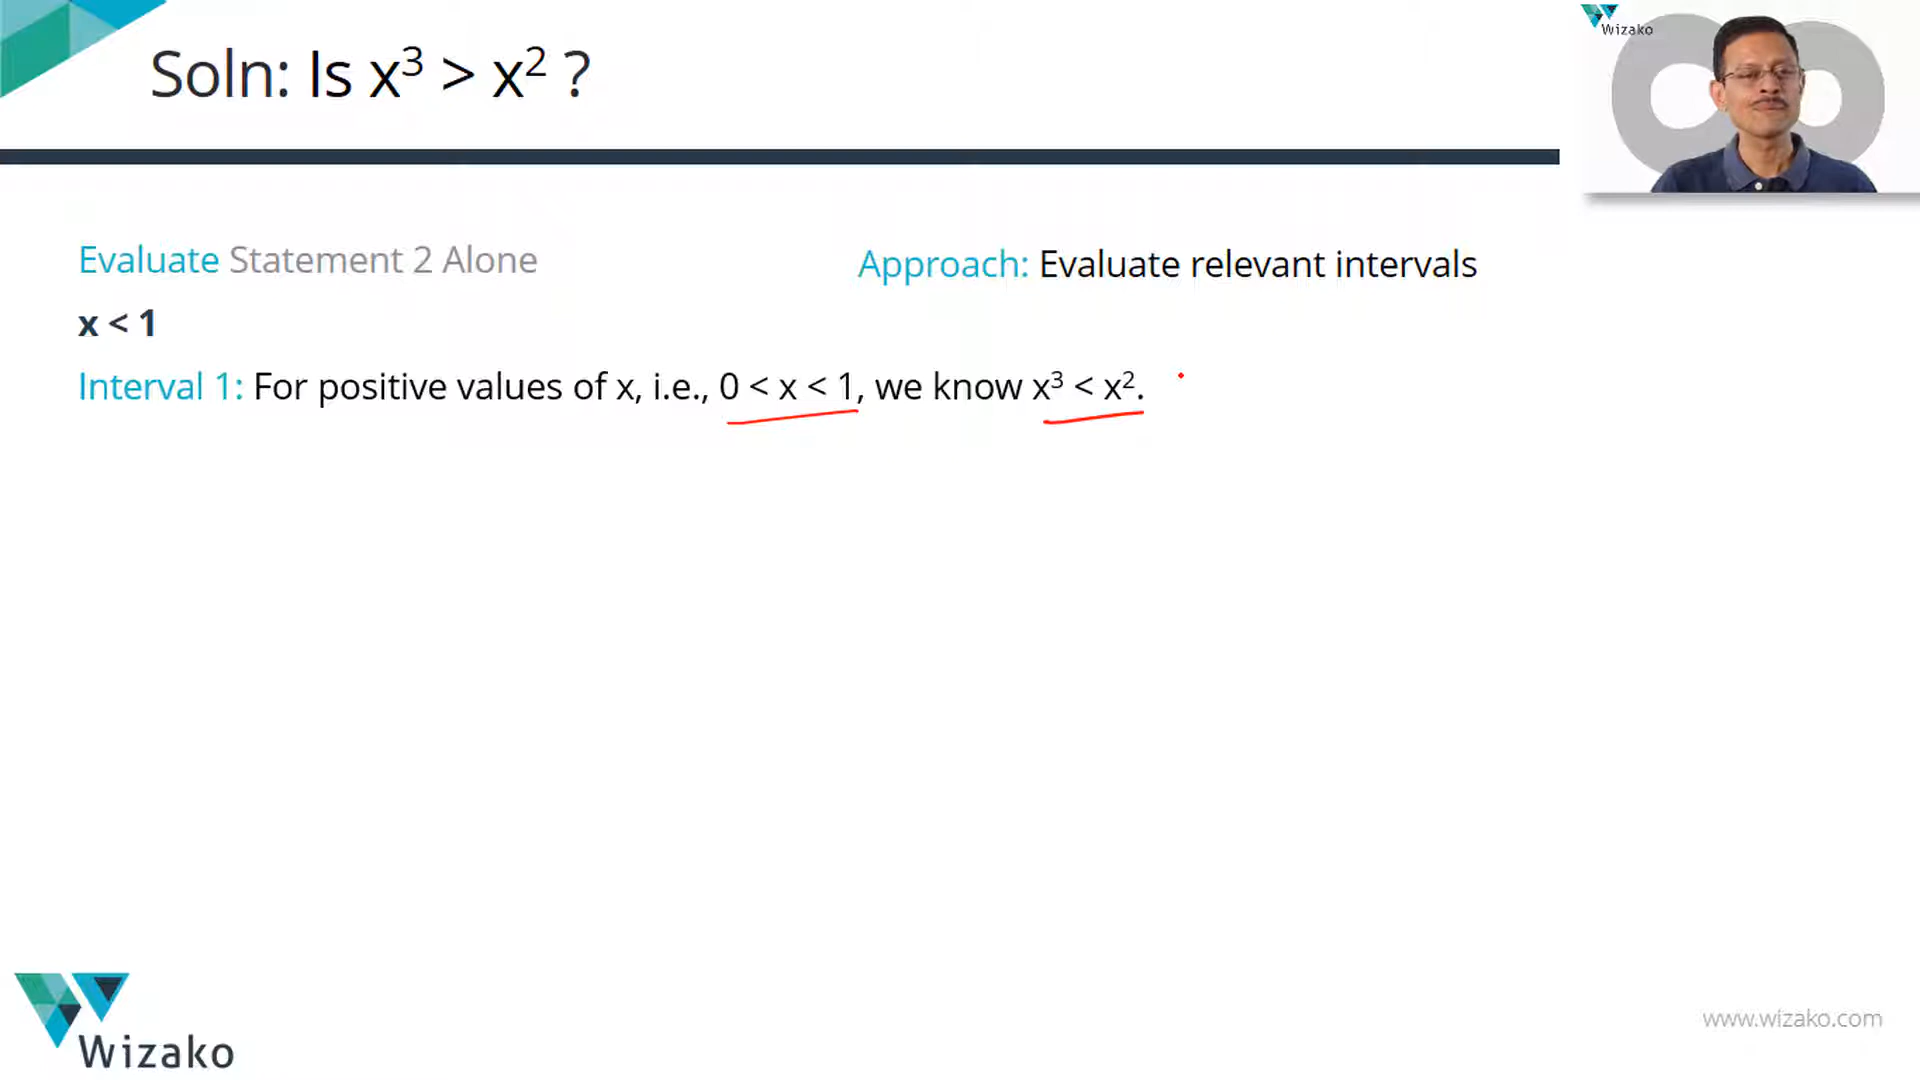 Soln: Is x³ > x² ?
Wizako
Evaluate Statement 2 Alone
Approach: Evaluate relevant intervals
x < 1
Interval 1: For positive values of x, i.e., 0 < x < 1, we know x³ < x².
Wizako
www.wizako.com